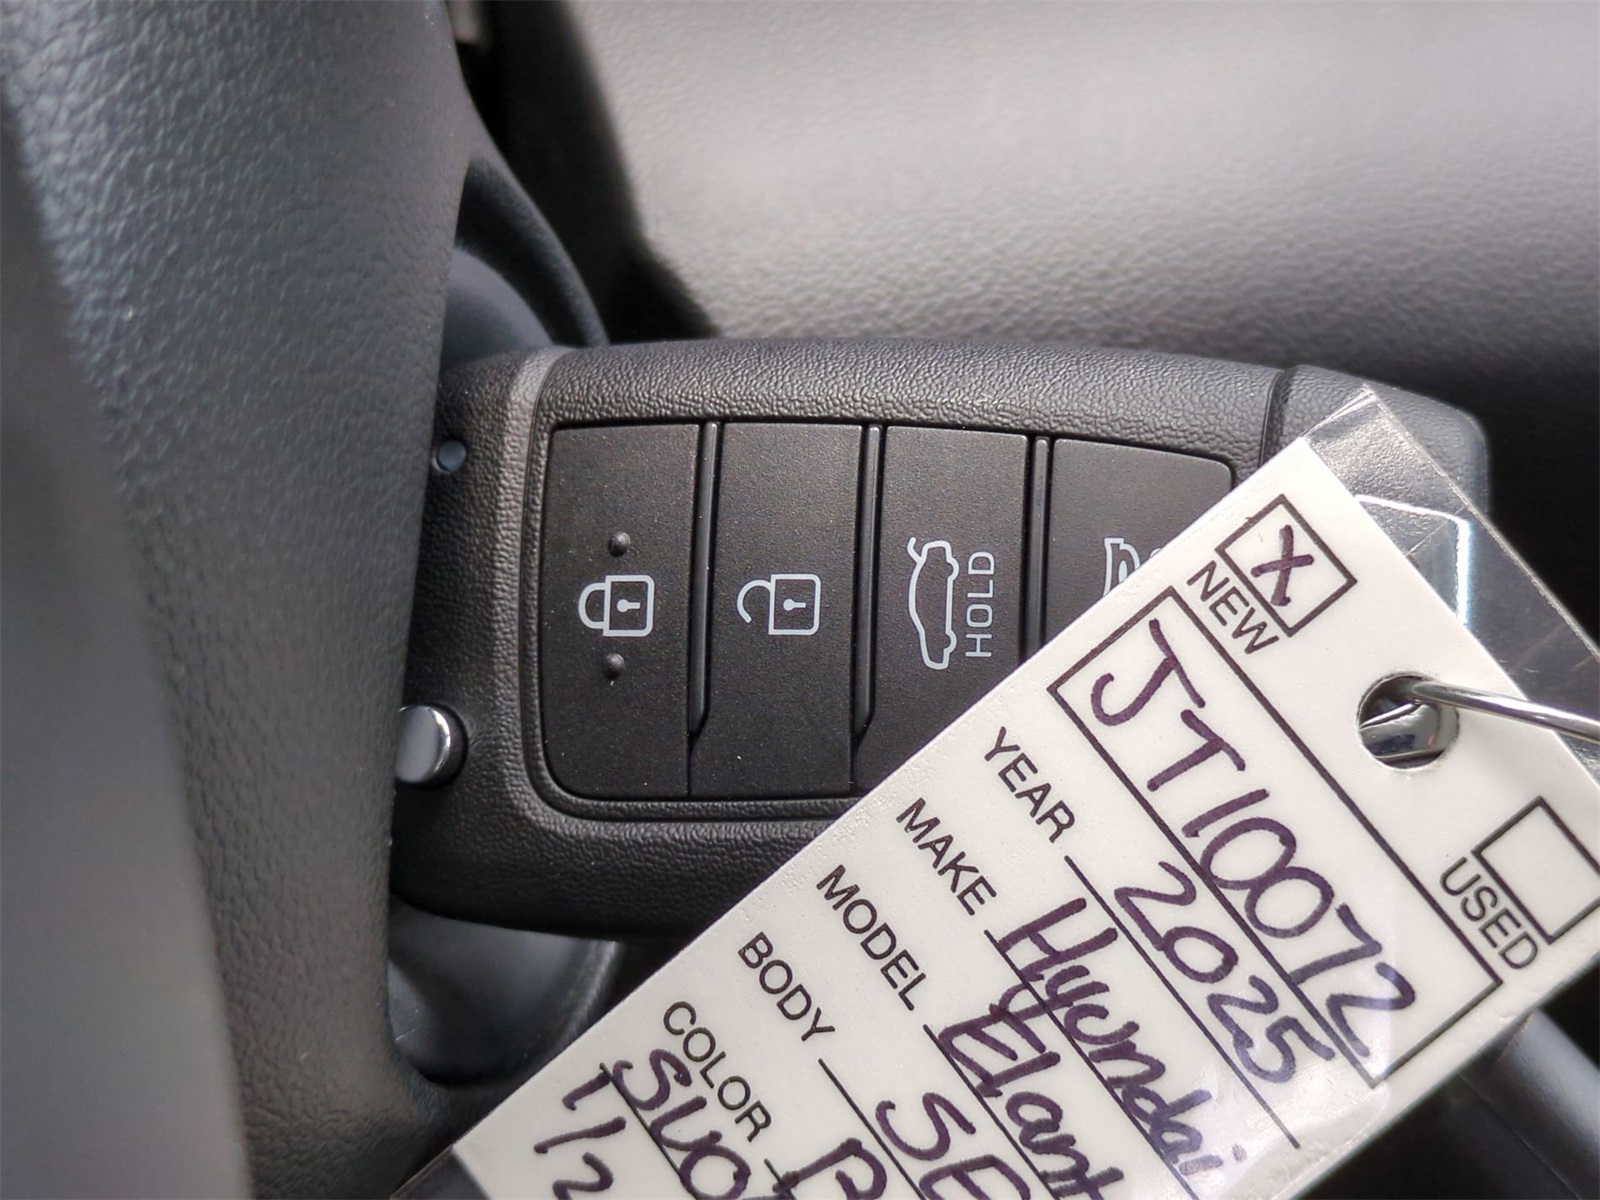 HOLD
X
NEW
USED
JT10072
YEAR 2025
MAKE Hyundai
MODEL Elant
BODY SE
COLOR